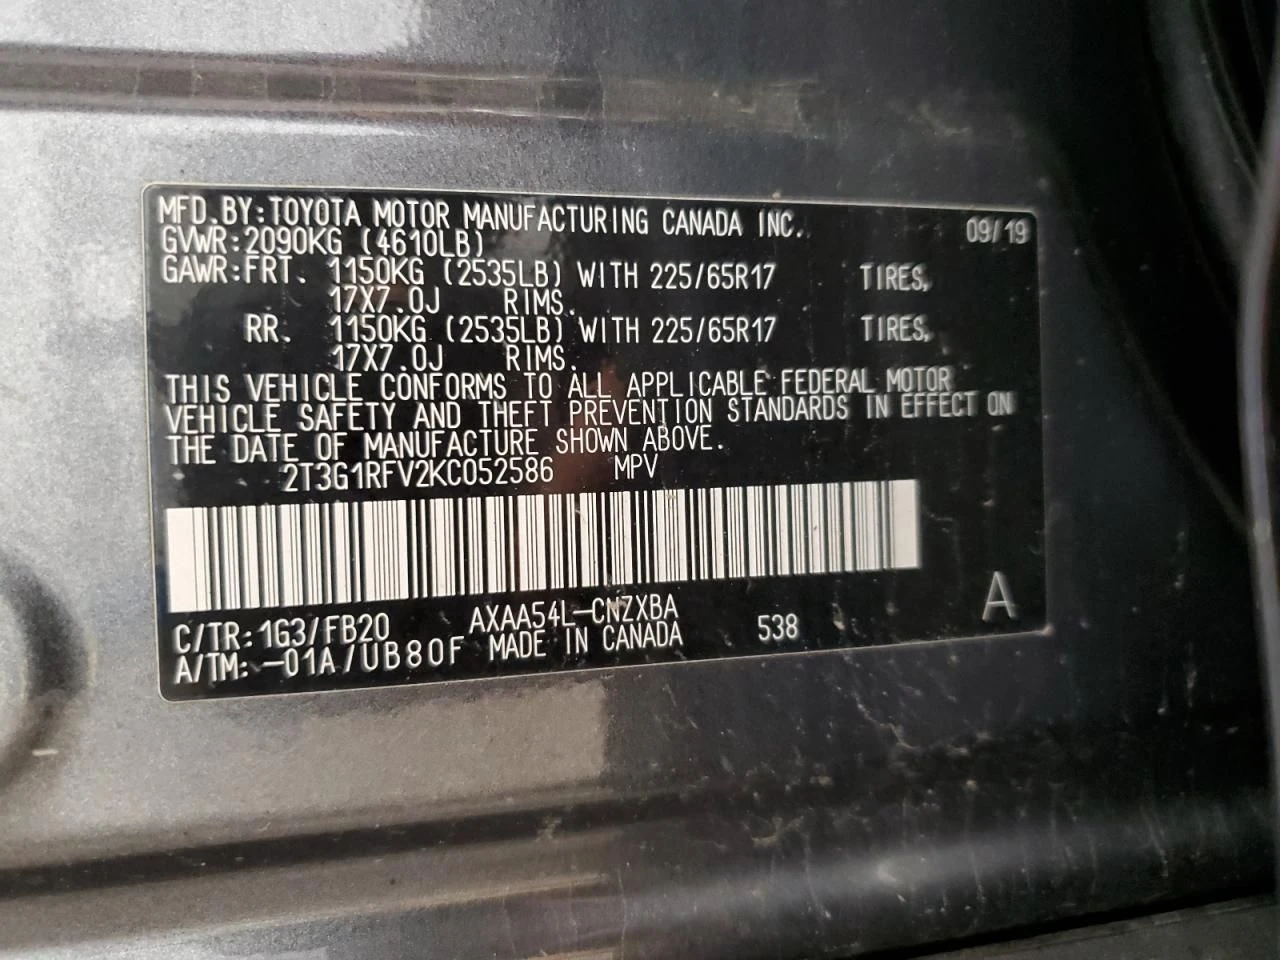 MFD.BY:TOYOTA MOTOR MANUFACTURING CANADA INC. 09/19
GVWR:2090KG (4610LB)
GAWR:FRT. 1150KG (2535LB) WITH 225/65R17 TIRES,
17X7.0J RIMS.
RR. 1150KG (2535LB) WITH 225/65R17 TIRES,
17X7.0J RIMS.
THIS VEHICLE CONFORMS TO ALL APPLICABLE FEDERAL MOTOR
VEHICLE SAFETY AND THEFT PREVENTION STANDARDS IN EFFECT ON
THE DATE OF MANUFACTURE SHOWN ABOVE.
2T3G1RFV2KC052586 MPV
C/TR:1G3/FB20 AXAA54L-CNZXBA
A/TM:-01A/UB80F MADE IN CANADA 538 A